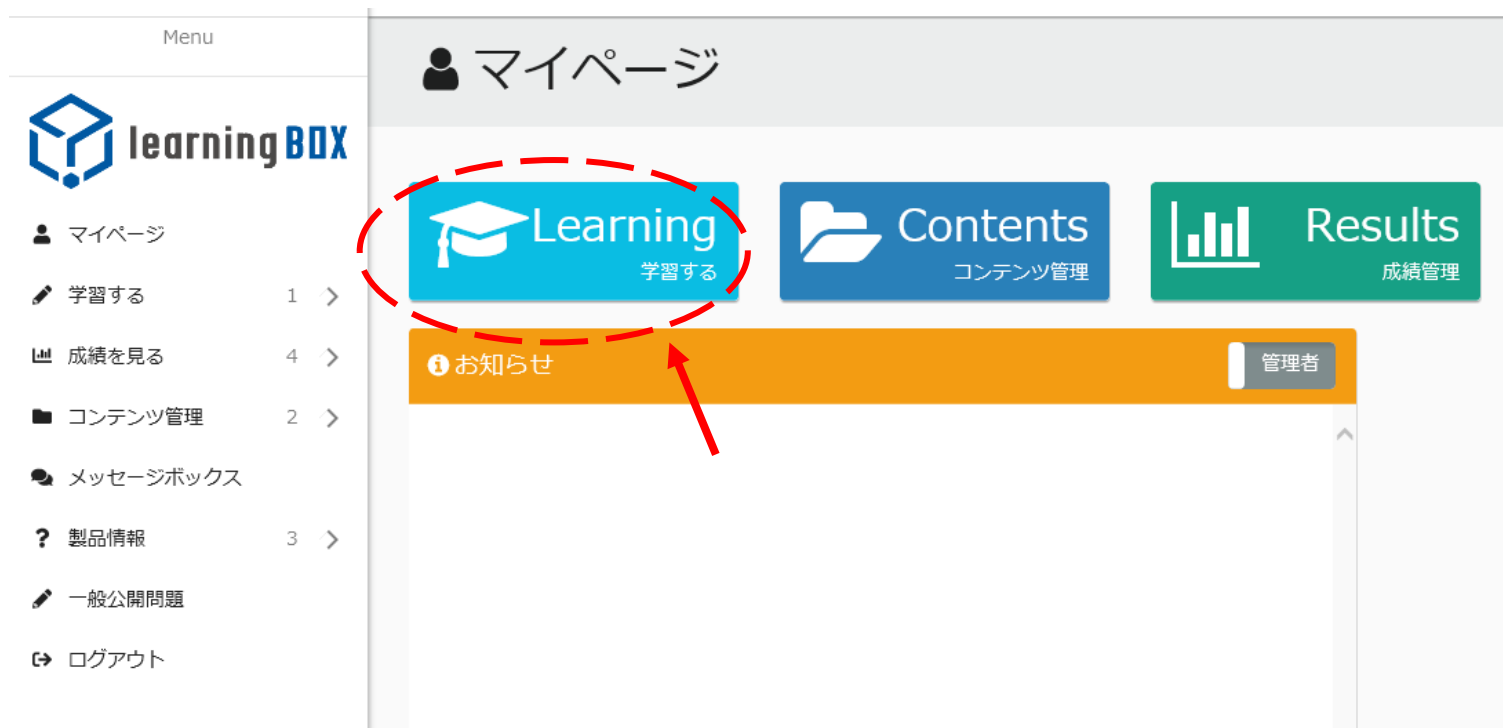 Menu
learningBOX
マイページ
学習する 1
成績を見る 4
コンテンツ管理 2
メッセージボックス
製品情報 3
一般公開問題
ログアウト
マイページ
Learning
学習する
Contents
コンテンツ管理
Results
成績管理
お知らせ
管理者